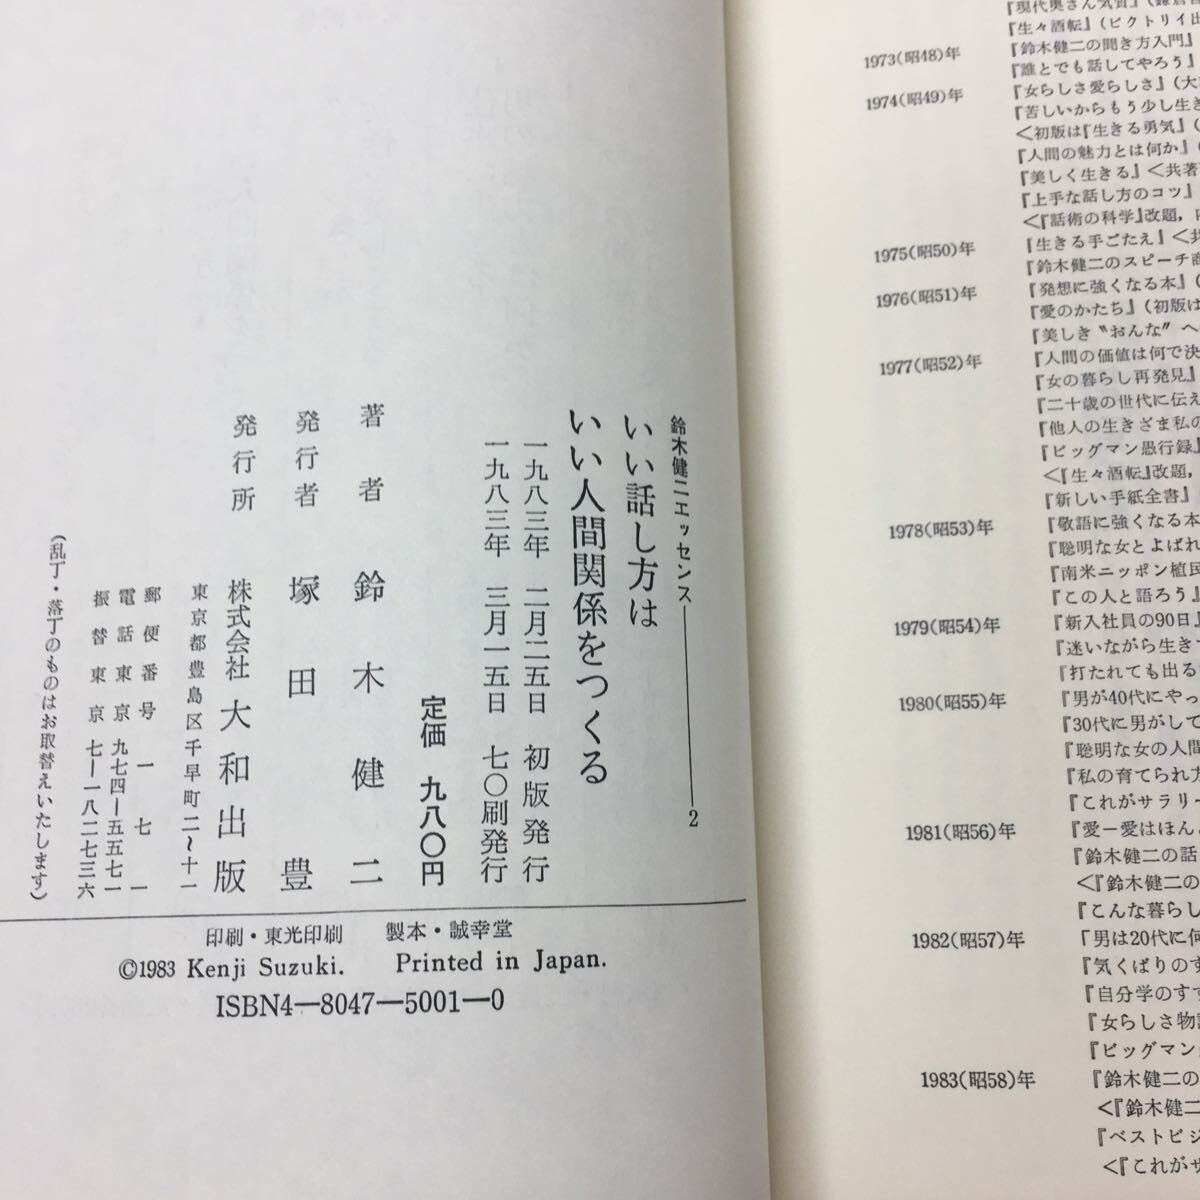 鈴木健二エッセンス——2
いい話し方は
いい人間関係をつくる
一九八三年 二月二五日 初版発行
一九八三年 三月一五日 七〇刷発行
定価 九八〇円
著者 鈴木健二
発行者 塚田豊
発行所 株式会社 大和出版
東京都豊島区千早町二〜十一
郵便番号 一七一
電話東京 九七四ー五五七一
振替東京 七ー一八二七三六
(乱丁・落丁のものはお取替えいたします)
印刷・東光印刷 製本・誠幸堂
©1983 Kenji Suzuki. Printed in Japan.
ISBN4—8047—5001—0
『現代奥さん気質』(鎌倉
『生々酒転』(ビクトリイ出
1973(昭48)年 『鈴木健二の聞き方入門』
『誰とでも話してやろう』
1974(昭49)年 『女らしさ愛らしさ』(大
『苦しいからもう少し生き
<初版は『生きる勇気』(
『人間の魅力とは何か』(
『美しく生きる』<共著
『上手な話し方のコツ』
<『話術の科学』改題,
1975(昭50)年 『生きる手ごたえ』<共
『鈴木健二のスピーチ
1976(昭51)年 『発想に強くなる本』(
『愛のかたち』(初版は
『美しき〝おんな〟へ
1977(昭52)年 『人間の価値は何で決
『女の暮らし再発見』
『二十歳の世代に伝え
『他人の生きざま私の
『ビッグマン愚行録』
<『生々酒転』改題,
『新しい手紙全書』
1978(昭53)年 『敬語に強くなる本
『聡明な女とよばれ
『南米ニッポン植民
『この人と語ろう』
1979(昭54)年 『新入社員の90日』
『迷いながら生き
『打たれても出る
1980(昭55)年 『男が40代にやっ
『30代に男がして
『聡明な女の人間
『私の育てられ方
『これがサラリー
1981(昭56)年 『愛ー愛はほん
『鈴木健二の話
<『鈴木健二の
『こんな暮らし
1982(昭57)年 「男は20代に何
『気くばりのす
『自分学のすす
『女らしさ物語
『ビッグマン
1983(昭58)年 『鈴木健二の
<『鈴木健二
『ベストビジ
<『これがサ